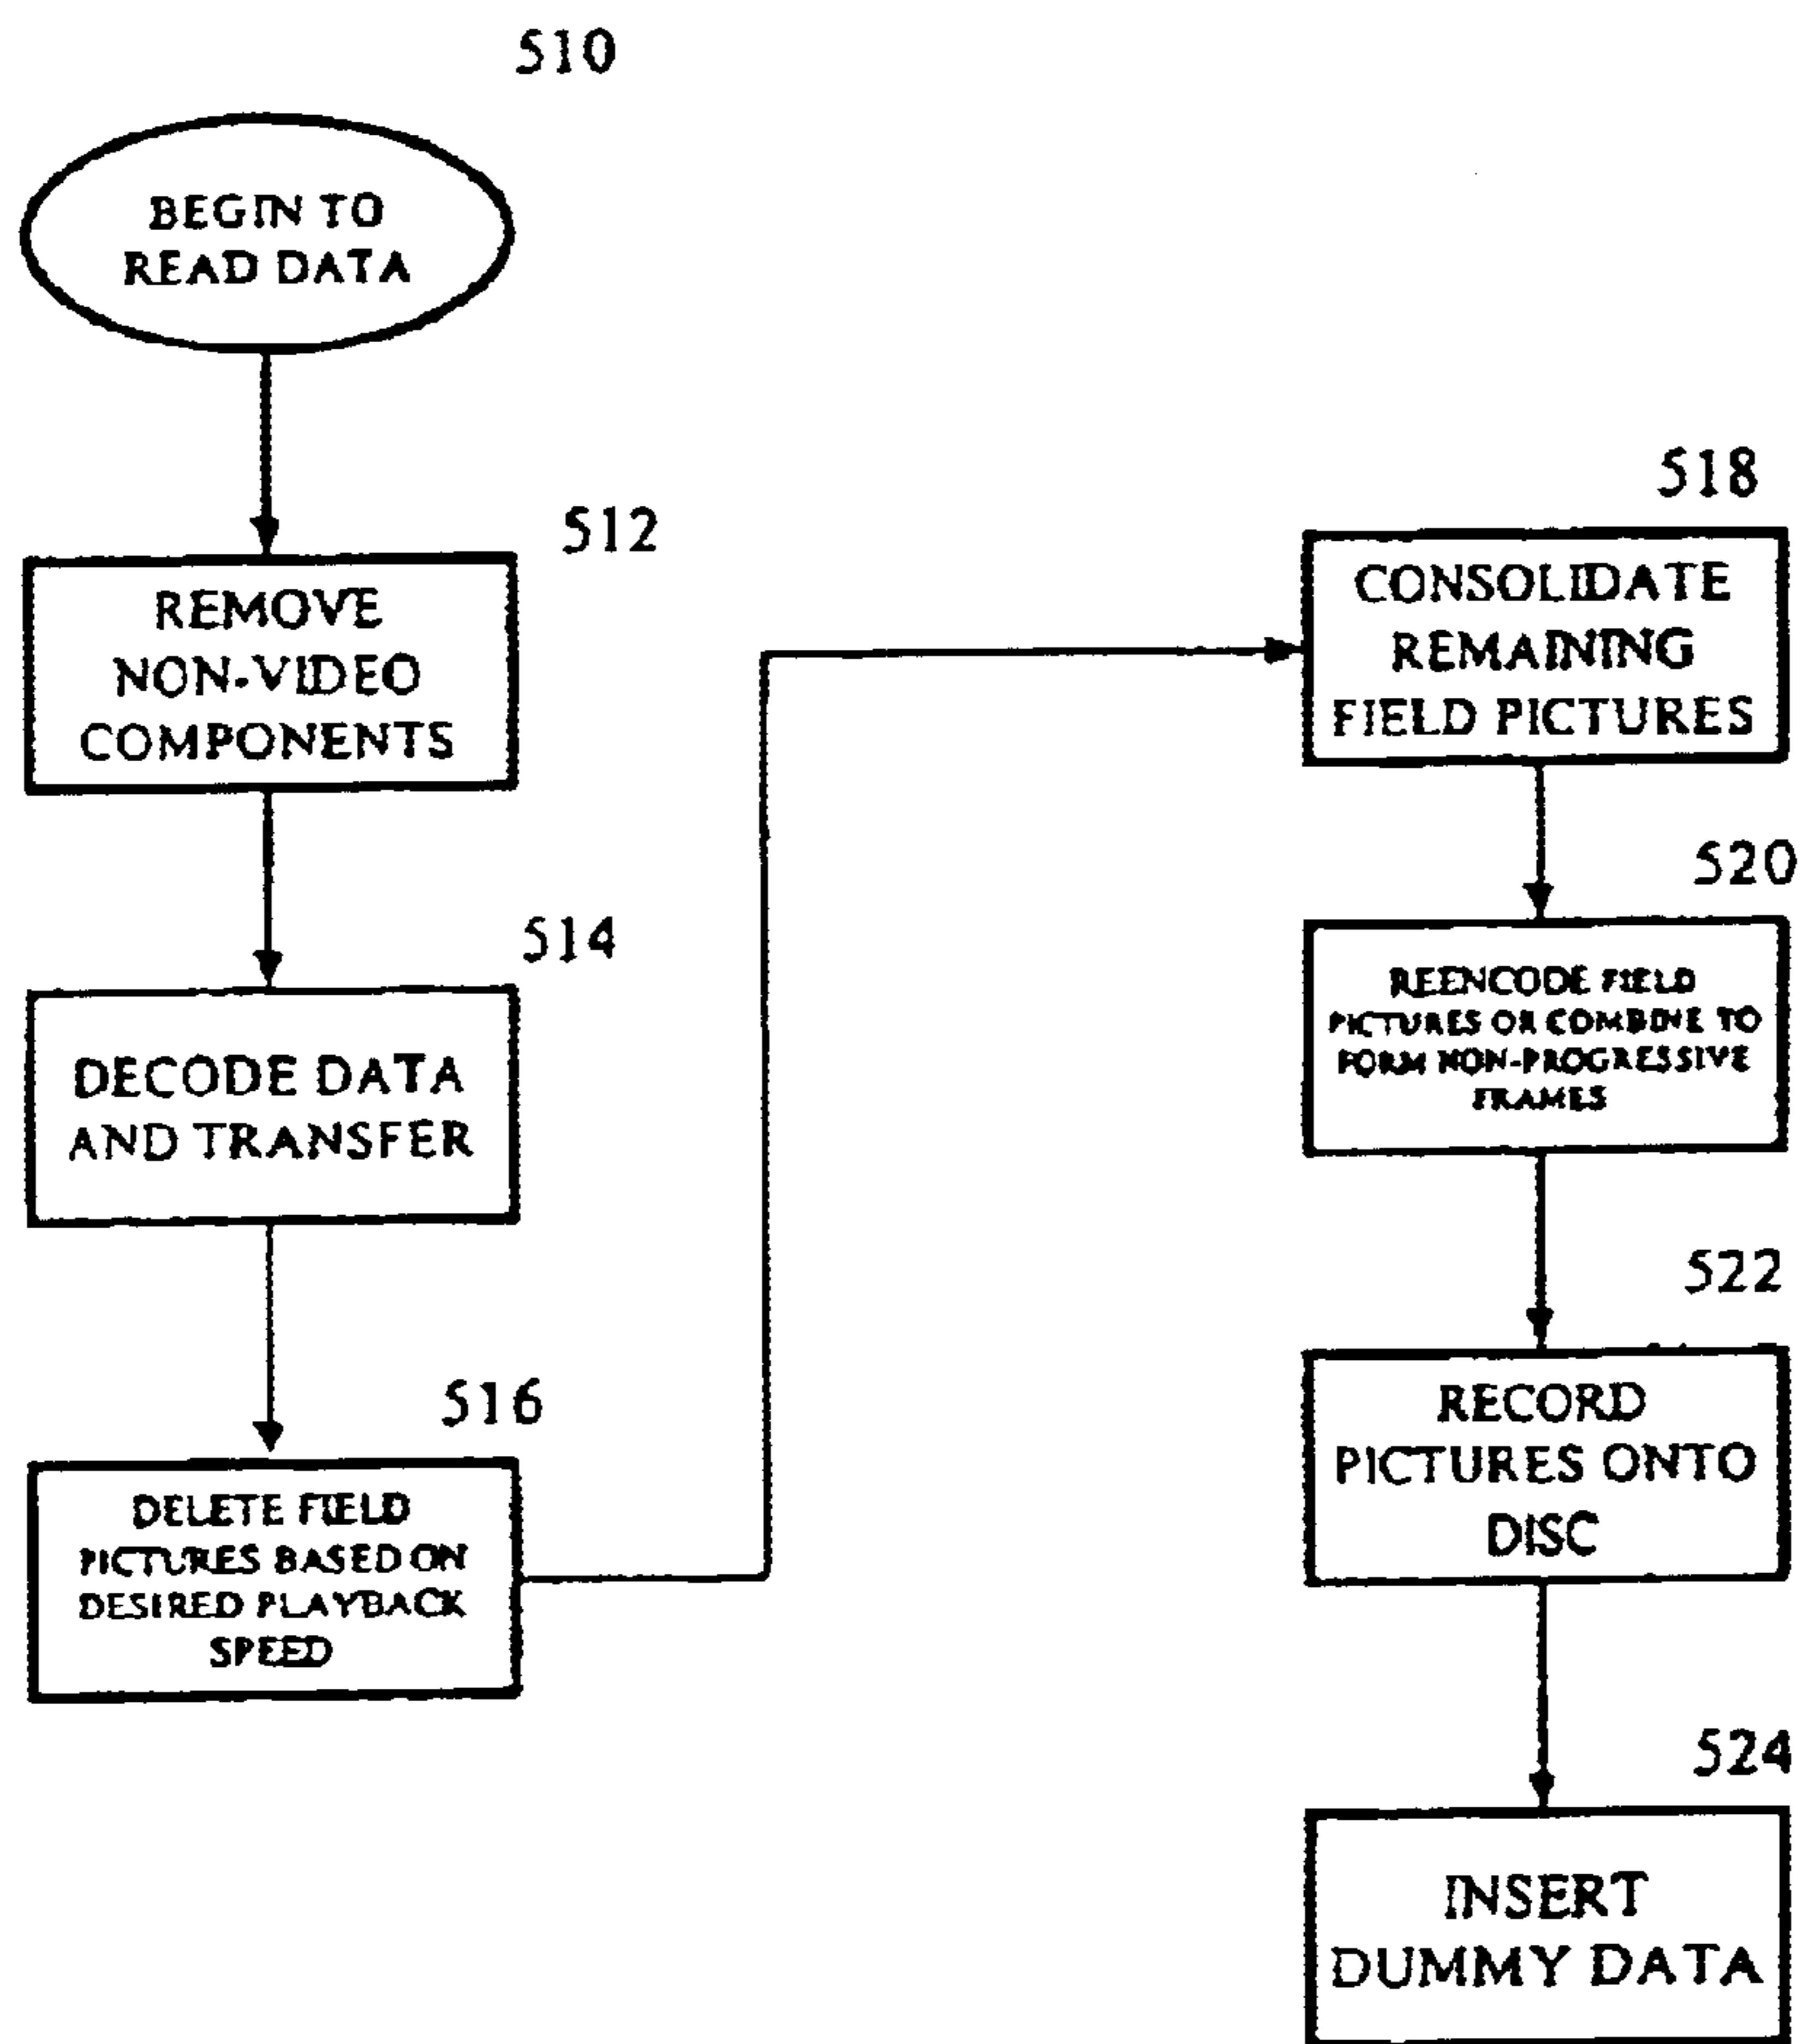 510
BEGIN TO
READ DATA
512
REMOVE
NON-VIDEO
COMPONENTS
514
DECODE DATA
AND TRANSFER
516
DELETE FIELD
PICTURES BASED ON
DESIRED PLAYBACK
SPEED
518
CONSOLIDATE
REMAINING
FIELD PICTURES
520
REENCODE FIELD
PICTURES OR COMBINE TO
FORM NON-PROGRESSIVE
FRAMES
522
RECORD
PICTURES ONTO
DISC
524
INSERT
DUMMY DATA